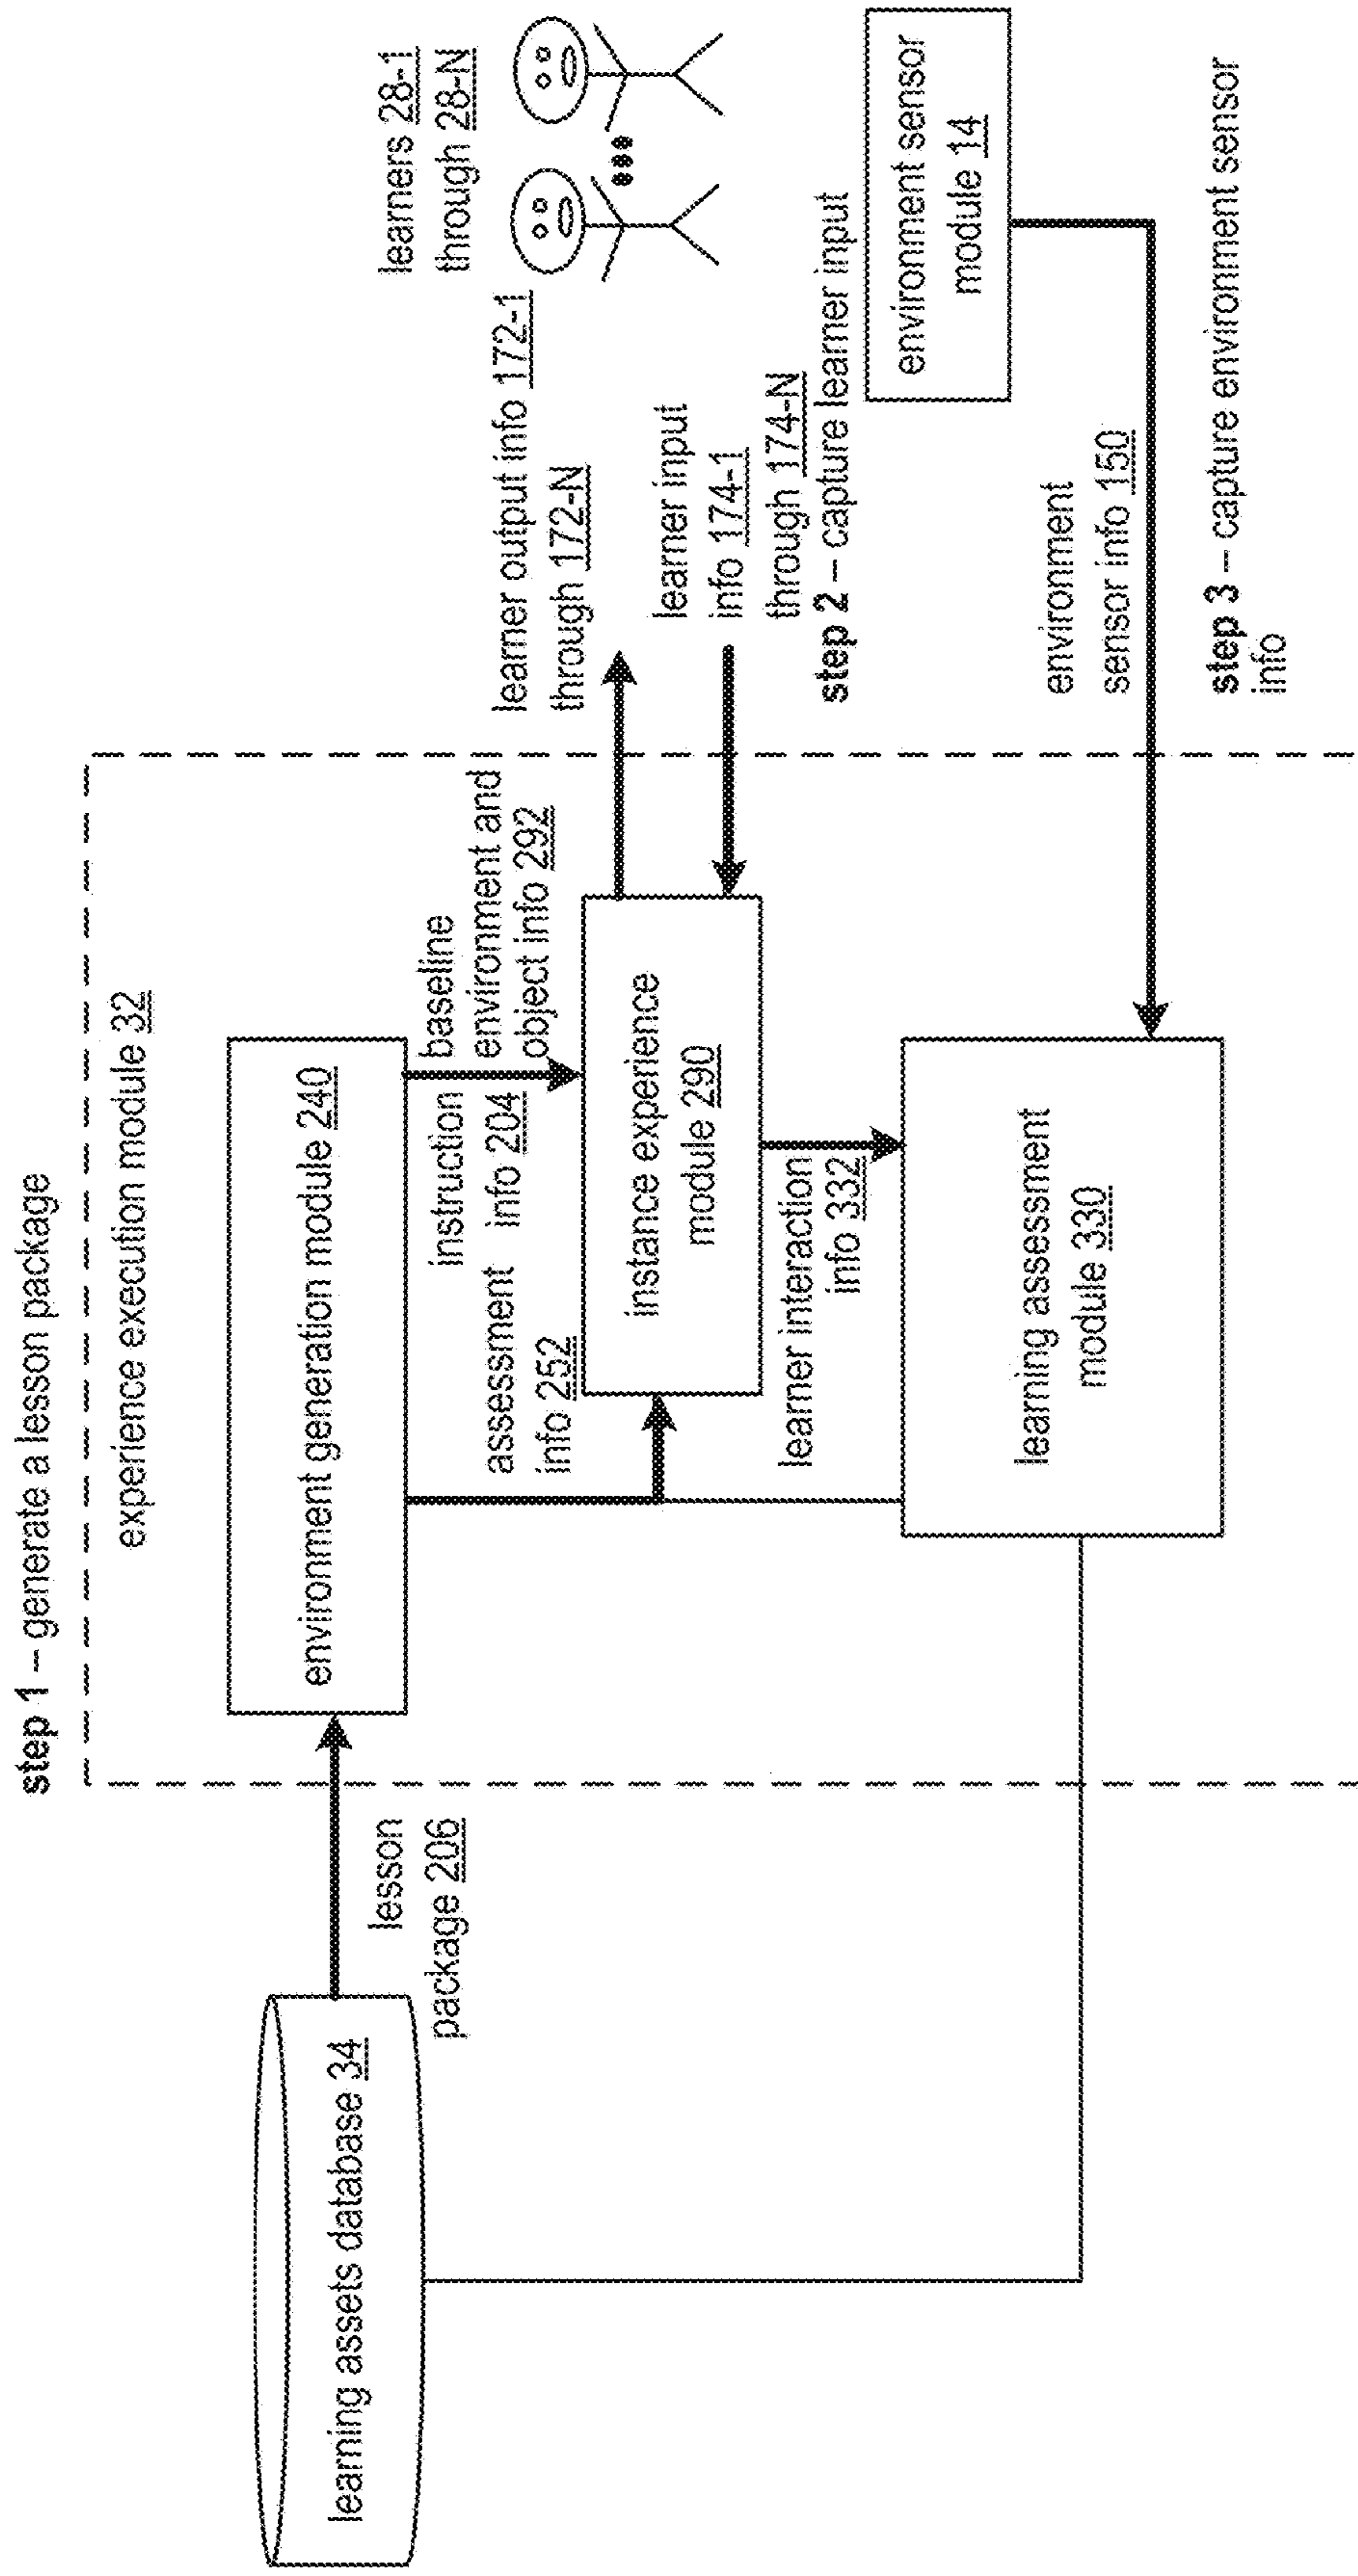 step 1 – generate a lesson package
experience execution module 32
learning assets database 34
lesson
package 206
environment generation module 240
assessment
info 252
instruction
info 204
baseline
environment and
object info 292
instance experience
module 290
learner interaction
info 332
learning assessment
module 330
learners 28-1
through 28-N
learner output info 172-1
through 172-N
learner input
info 174-1
through 174-N
step 2 – capture learner input
environment sensor
module 14
environment
sensor info 150
step 3 – capture environment sensor
info